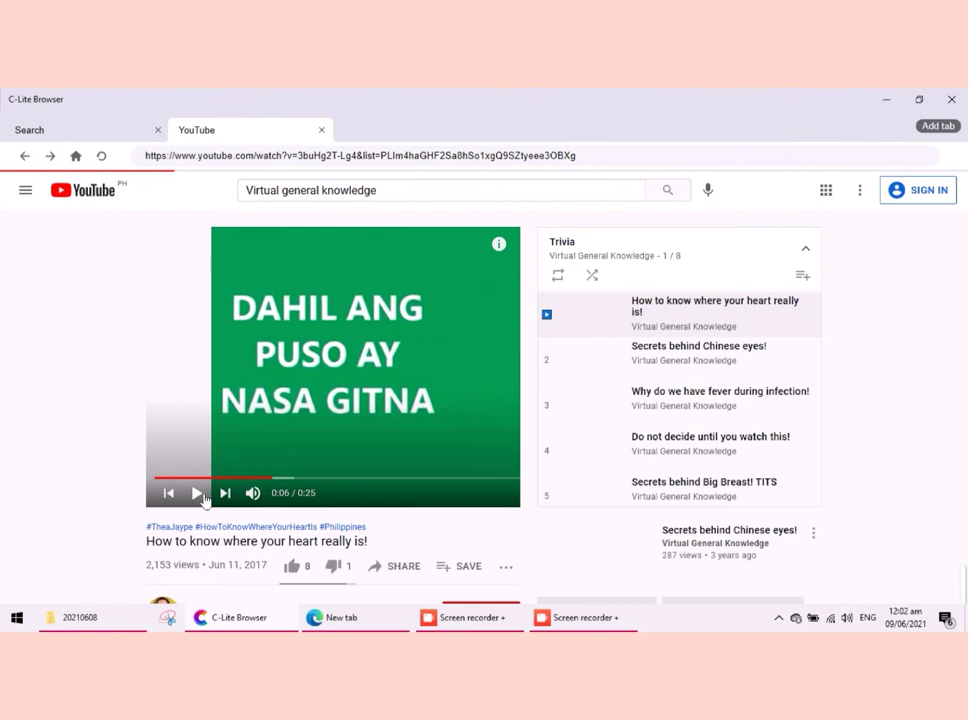 C-Lite Browser
Search
YouTube
Add tab
https://www.youtube.com/watch?v=3buHg2T-Lg4&list=PLIm4haGHF2Sa8hSo1xgQ9SZtyeee3OBXg
YouTube PH
Virtual general knowledge
SIGN IN
DAHIL ANG
PUSO AY
NASA GITNA
0:06 / 0:25
#TheaJaype #HowToKnowWhereYourHeartIs #Philippines
How to know where your heart really is!
2,153 views • Jun 11, 2017
8
1
SHARE
SAVE
Trivia
Virtual General Knowledge - 1 / 8
How to know where your heart really
is!
Virtual General Knowledge
Secrets behind Chinese eyes!
2
Virtual General Knowledge
Why do we have fever during infection!
3
Virtual General Knowledge
Do not decide until you watch this!
4
Virtual General Knowledge
Secrets behind Big Breast! TITS
5
Virtual General Knowledge
Secrets behind Chinese eyes!
Virtual General Knowledge
287 views • 3 years ago
20210608
C-Lite Browser
New tab
Screen recorder +
Screen recorder +
ENG
12:02 am
09/06/2021
6